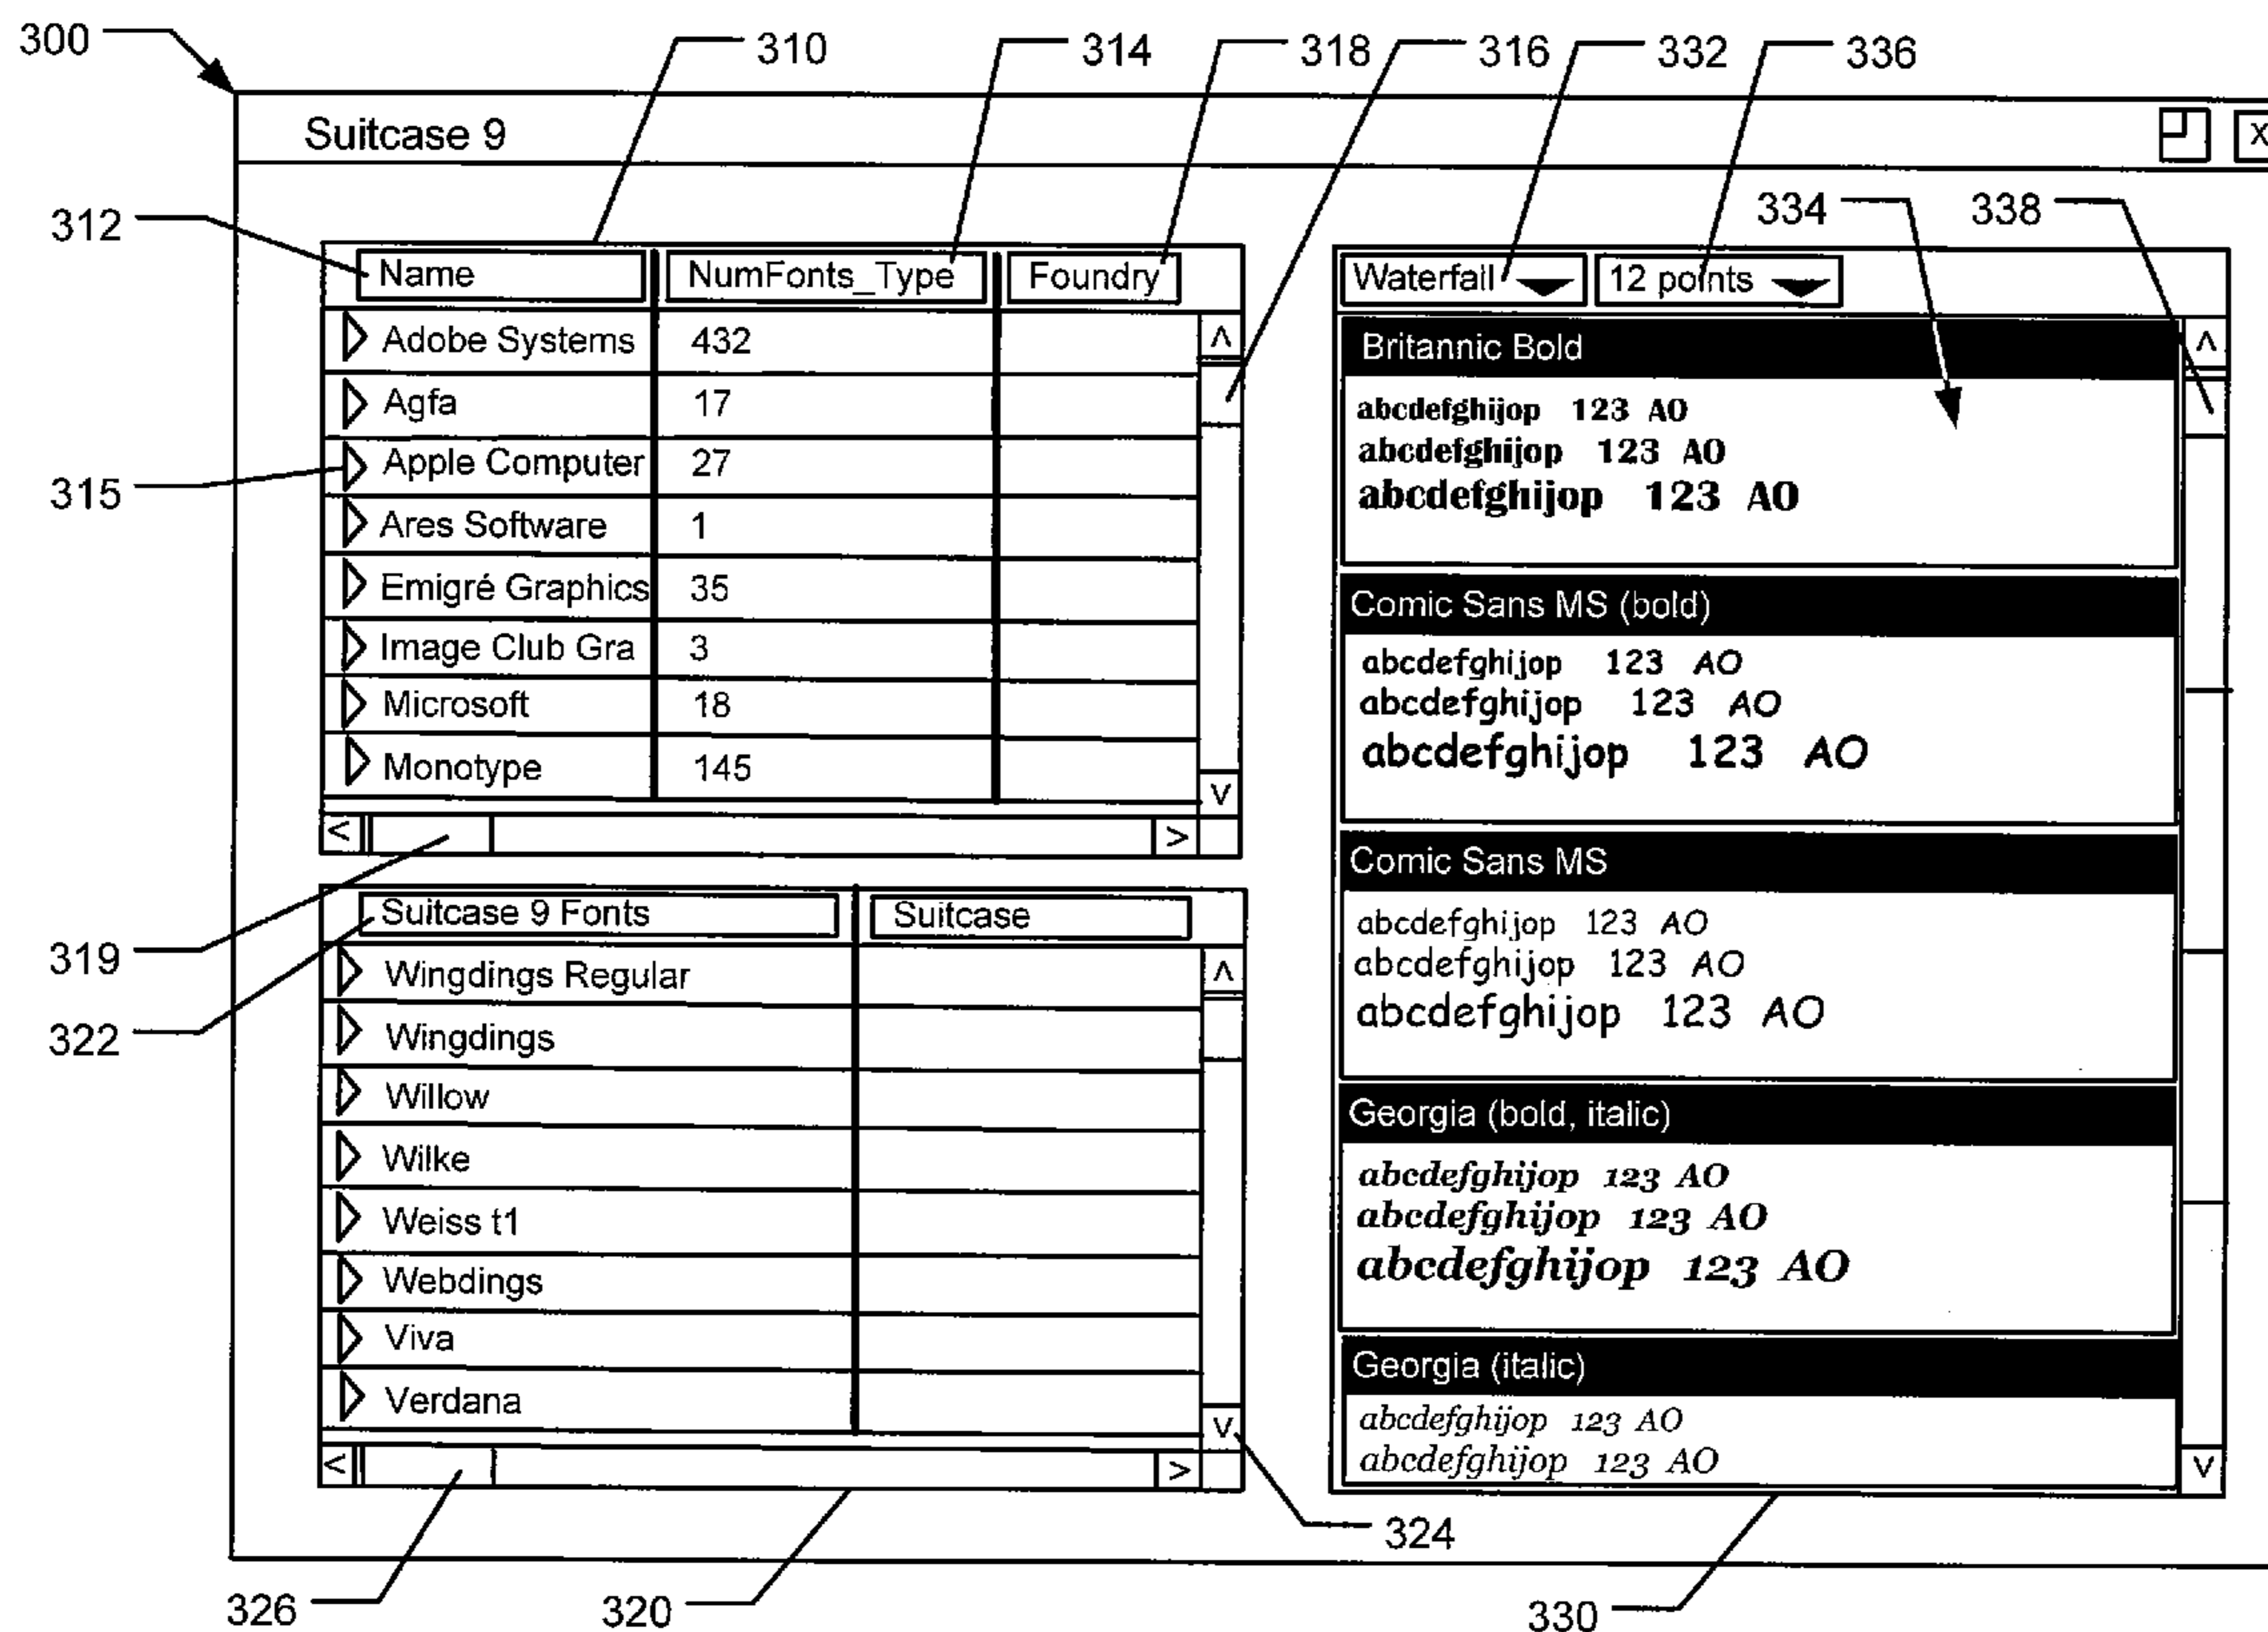 300 310 314 318 316 332 336
Suitcase 9 X
312 334 338
Name NumFonts_Type Foundry
Adobe Systems 432
Agfa 17
315
Apple Computer 27
Ares Software 1
Emigré Graphics 35
Image Club Gra 3
Microsoft 18
Monotype 145
319
322
Suitcase 9 Fonts Suitcase
Wingdings Regular
Wingdings
Willow
Wilke
Weiss t1
Webdings
Viva
Verdana
Waterfall 12 points
Britannic Bold
abcdefghijop 123 AO
abcdefghijop 123 AO
abcdefghijop 123 AO
Comic Sans MS (bold)
abcdefghijop 123 AO
abcdefghijop 123 AO
abcdefghijop 123 AO
Comic Sans MS
abcdefghijop 123 AO
abcdefghijop 123 AO
abcdefghijop 123 AO
Georgia (bold, italic)
abcdefghijop 123 AO
abcdefghijop 123 AO
abcdefghijop 123 AO
Georgia (italic)
abcdefghijop 123 AO
abcdefghijop 123 AO
324
326 320 330